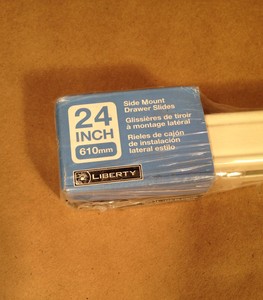 24
INCH
610mm
Side Mount
Drawer Slides
Glissières de tiroir
à montage latéral
Rieles de cajón
de instalación
lateral estilo
LIBERTY